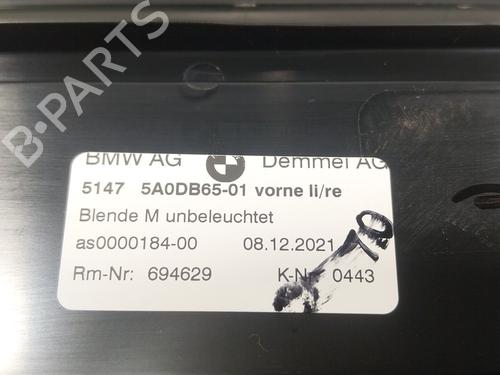 B-PARTS
BMW AG Demmel AG
5147 5A0DB65-01 vorne li/re
Blende M unbeleuchtet
as0000184-00 08.12.2021
Rm-Nr: 694629 K-Nr: 0443